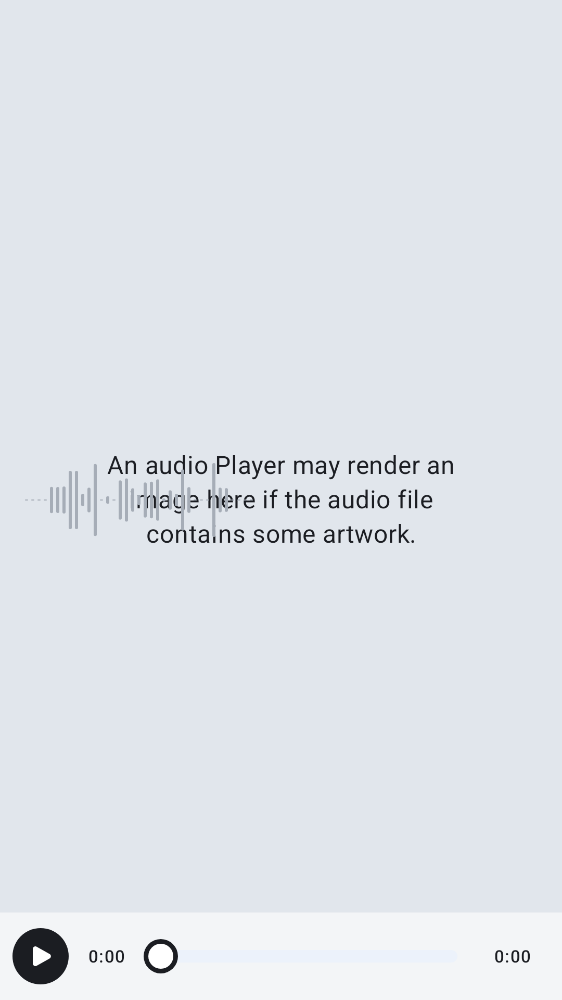 An audio Player may render an
image here if the audio file
contains some artwork.
0:00
0:00